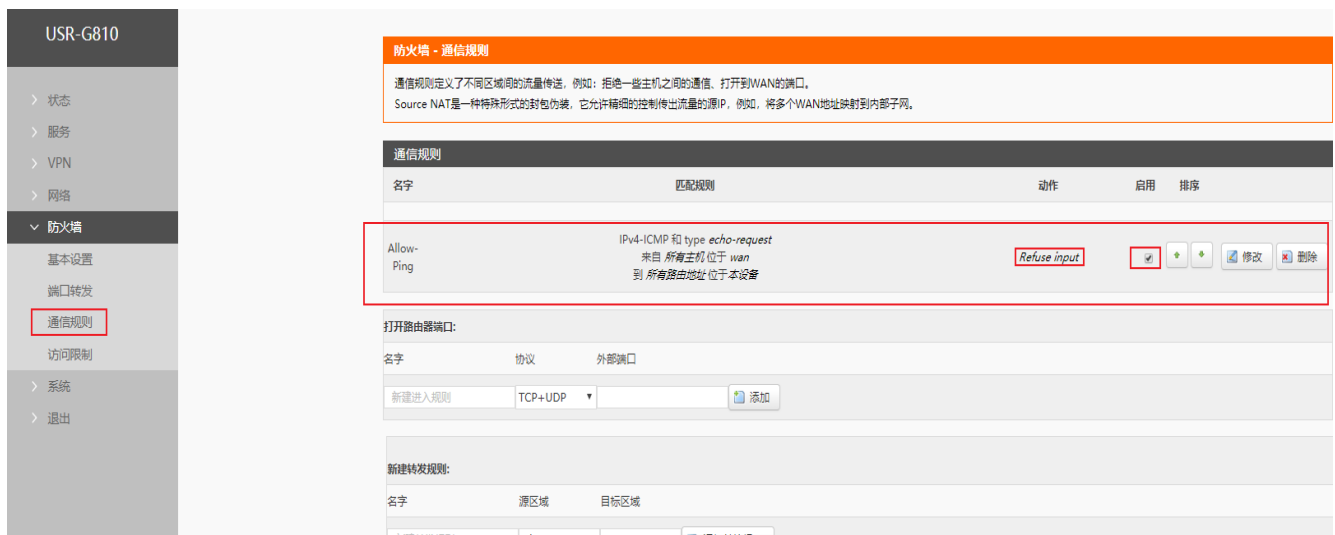 USR-G810
状态
服务
VPN
网络
防火墙
基本设置
端口转发
通信规则
访问限制
系统
退出
防火墙 - 通信规则
通信规则定义了不同区域间的流量传送，例如：拒绝一些主机之间的通信、打开到WAN的端口。
Source NAT是一种特殊形式的封包伪装，它允许精细的控制传出流量的源IP，例如，将多个WAN地址映射到内部子网。
通信规则
名字 匹配规则 动作 启用 排序
Allow-
Ping
IPv4-ICMP 和 type echo-request
来自 所有主机 位于 wan
到 所有路由地址 位于 本设备
Refuse input
修改 删除
打开路由器端口:
名字 协议 外部端口
新建进入规则 TCP+UDP 添加
新建转发规则:
名字 源区域 目标区域